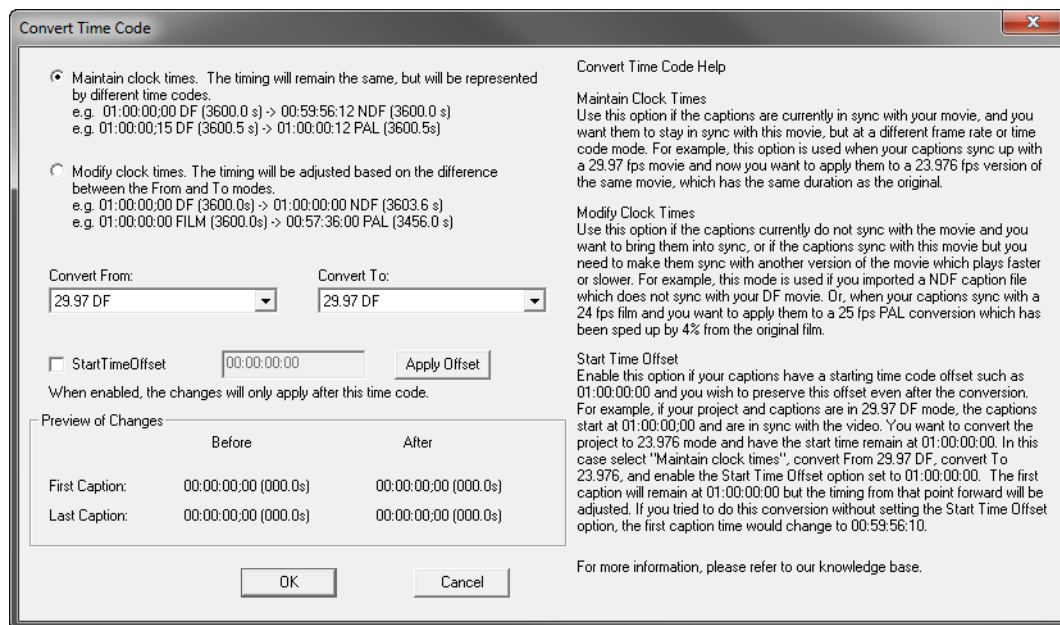 Convert Time Code
Maintain clock times. The timing will remain the same, but will be represented
by different time codes.
e.g. 01:00:00;00 DF (3600.0 s) -> 00:59:56:12 NDF (3600.0 s)
e.g. 01:00:00;15 DF (3600.5 s) -> 01:00:00:12 PAL (3600.5s)
Modify clock times. The timing will be adjusted based on the difference
between the From and To modes.
e.g. 01:00:00;00 DF (3600.0s) -> 01:00:00:00 NDF (3603.6 s)
e.g. 01:00:00:00 FILM (3600.0s) -> 00:57:36:00 PAL (3456.0 s)
Convert From:
Convert To:
29.97 DF
29.97 DF
StartTimeOffset
00:00:00:00
Apply Offset
When enabled, the changes will only apply after this time code.
Preview of Changes
Before
After
First Caption:
00:00:00;00 (000.0s)
00:00:00;00 (000.0s)
Last Caption:
00:00:00;00 (000.0s)
00:00:00;00 (000.0s)
OK
Cancel
Convert Time Code Help
Maintain Clock Times
Use this option if the captions are currently in sync with your movie, and you
want them to stay in sync with this movie, but at a different frame rate or time
code mode. For example, this option is used when your captions sync up with
a 29.97 fps movie and now you want to apply them to a 23.976 fps version of
the same movie, which has the same duration as the original.
Modify Clock Times
Use this option if the captions currently do not sync with the movie and you
want to bring them into sync, or if the captions sync with this movie but you
need to make them sync with another version of the movie which plays faster
or slower. For example, this mode is used if you imported a NDF caption file
which does not sync with your DF movie. Or, when your captions sync with a
24 fps film and you want to apply them to a 25 fps PAL conversion which has
been sped up by 4% from the original film.
Start Time Offset
Enable this option if your captions have a starting time code offset such as
01:00:00:00 and you wish to preserve this offset even after the conversion.
For example, if your project and captions are in 29.97 DF mode, the captions
start at 01:00:00;00 and are in sync with the video. You want to convert the
project to 23.976 mode and have the start time remain at 01:00:00:00. In this
case select "Maintain clock times", convert From 29.97 DF, convert To
23.976, and enable the Start Time Offset option set to 01:00:00:00. The first
caption will remain at 01:00:00:00 but the timing from that point forward will be
adjusted. If you tried to do this conversion without setting the Start Time Offset
option, the first caption time would change to 00:59:56:10.
For more information, please refer to our knowledge base.